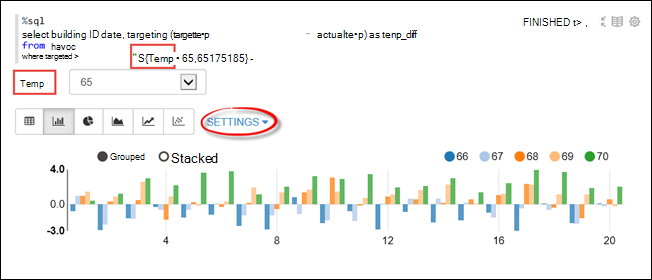 %sql
FINISHED t> ,
select building ID date, targeting (targette•p - actualte•p) as tenp_diff
from havoc
where targeted >
"S{Temp • 65,65175185} -
Temp 65
SETTINGS
Grouped Stacked 66 67 68 69 70
4.0
0.0
-3.0
4 8 12 16 20